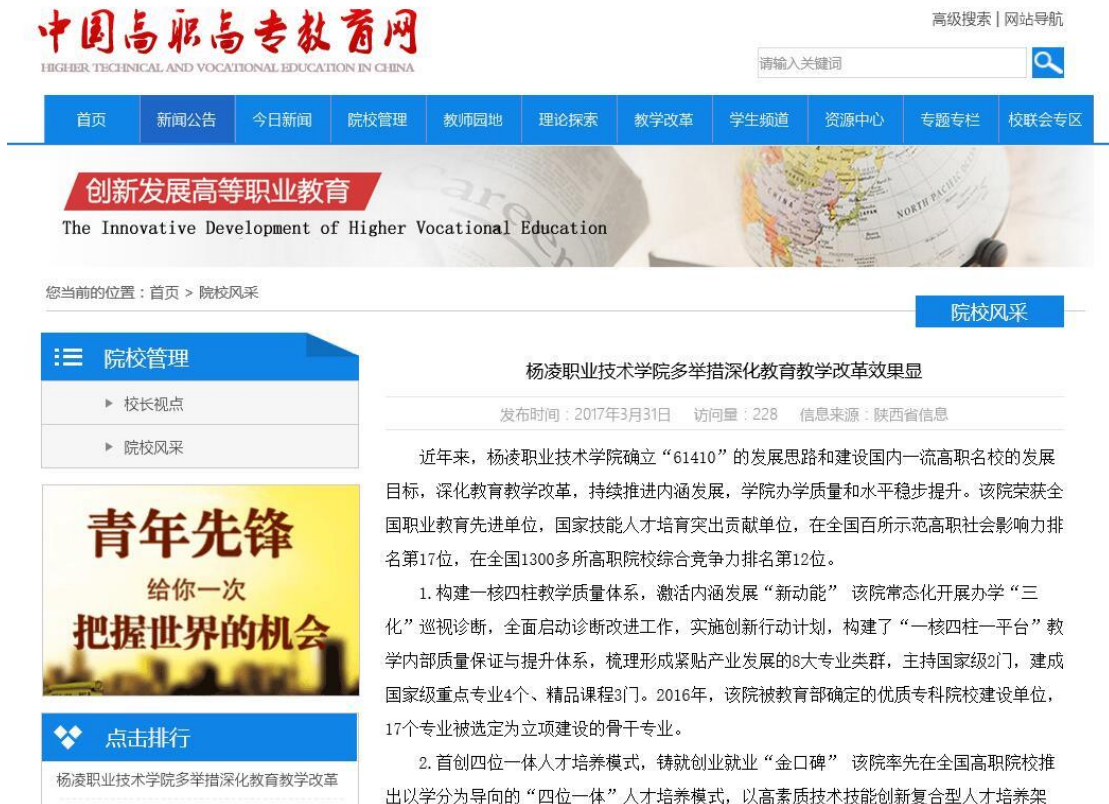 中国高职高专教育网
HIGHER TECHNICAL AND VOCATIONAL EDUCATION IN CHINA
高级搜索 | 网站导航
请输入关键词
首页 新闻公告 今日新闻 院校管理 教师园地 理论探索 教学改革 学生频道 资源中心 专题专栏 校联会专区
创新发展高等职业教育
The Innovative Development of Higher Vocational Education
NORTH PACIFIC
CHINA
JAPAN
您当前的位置：首页 > 院校风采
院校风采
院校管理
校长视点
院校风采
青年先锋
给你一次
把握世界的机会
点击排行
杨凌职业技术学院多举措深化教育教学改革
杨凌职业技术学院多举措深化教育教学改革效果显
发布时间：2017年3月31日 访问量：228 信息来源：陕西省信息
近年来，杨凌职业技术学院确立“61410”的发展思路和建设国内一流高职名校的发展
目标，深化教育教学改革，持续推进内涵发展，学院办学质量和水平稳步提升。该院荣获全
国职业教育先进单位，国家技能人才培育突出贡献单位，在全国百所示范高职社会影响力排
名第17位，在全国1300多所高职院校综合竞争力排名第12位。
1.构建一核四柱教学质量体系，激活内涵发展“新动能” 该院常态化开展办学“三
化”巡视诊断，全面启动诊断改进工作，实施创新行动计划，构建了“一核四柱一平台”教
学内部质量保证与提升体系，梳理形成紧贴产业发展的8大专业类群，主持国家级2门，建成
国家级重点专业4个、精品课程3门。2016年，该院被教育部确定的优质专科院校建设单位，
17个专业被选定为立项建设的骨干专业。
2.首创四位一体人才培养模式，铸就创业就业“金口碑” 该院率先在全国高职院校推
出以学分为导向的“四位一体”人才培养模式，以高素质技术技能创新复合型人才培养架